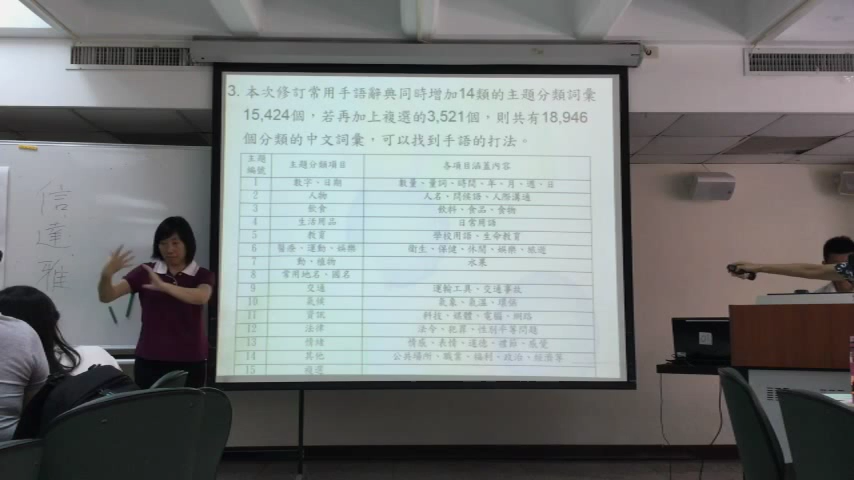 3. 本次修訂常用手語辭典同時增加14類的主題分類詞彙
15,424個，若再加上複選的3,521個，則共有18,946
個分類的中文詞彙，可以找到手語的打法。
主題編號 主題分類項目 各項目涵蓋內容
1 數字、日期 數量、量詞、時間、年、月、週、日
2 人物 人名、問候語、人際溝通
3 飲食 飲料、食品、食物
4 生活用品 日常用語
5 教育 學校用語、生命教育
6 醫療、運動、娛樂 衛生、保健、休閒、娛樂、旅遊
7 動、植物 水果
8 常用地名、國名
9 交通 運輸工具、交通事故
10 氣候 氣象、氣溫、環保
11 資訊 科技、媒體、電腦、網路
12 法律 法令、犯罪、性別平等問題
13 情緒 情感、表情、道德、禮節、感覺
14 其他 公共場所、職業、福利、政治、經濟等
15 複選
信達雅